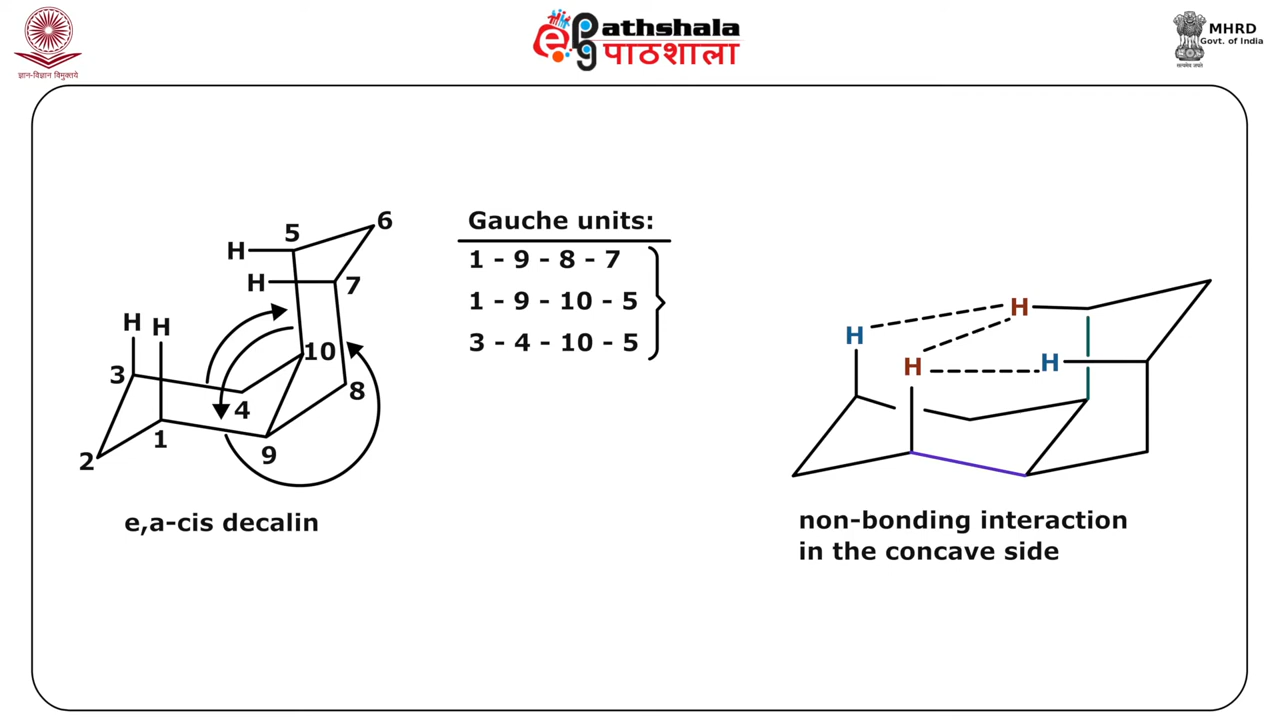 ज्ञान-विज्ञान विमुक्तये
epg Pathshala
पाठशाला
सत्यमेव जयते
MHRD
Govt. of India
6
5
H
H
7
H H
10
3
8
4
1
9
2
e,a-cis decalin
Gauche units:
1 - 9 - 8 - 7
1 - 9 - 10 - 5
3 - 4 - 10 - 5
H
H
H
H
non-bonding interaction
in the concave side